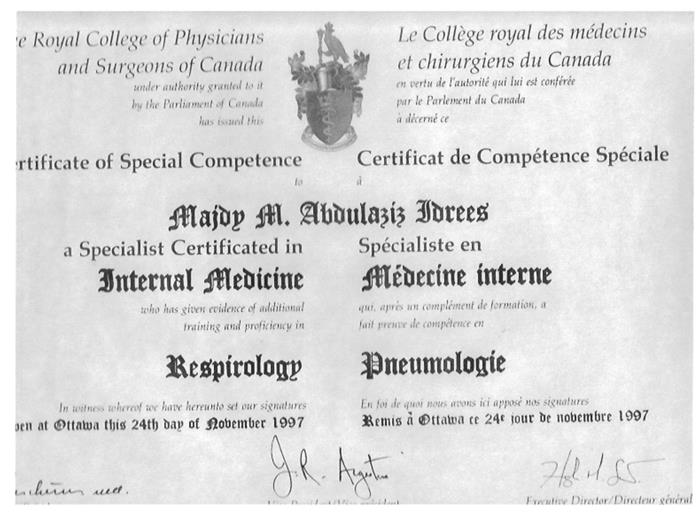 e Royal College of Physicians
and Surgeons of Canada
under authority granted to it
by the Parliament of Canada
has issued this
Le Collège royal des médecins
et chirurgiens du Canada
en vertu de l'autorité qui lui est conférée
par le Parlement du Canada
a décerné ce
rtificate of Special Competence
to
Certificat de Compétence Spéciale
à
Majdy M. Abdulaziz Idrees
a Specialist Certificated in
Internal Medicine
who has given evidence of additional
training and proficiency in
Respirology
Spécialiste en
Médecine interne
qui, après un complément de formation, a
fait preuve de compétence en
Pneumologie
In witness whereof we have hereunto set our signatures
en at Ottawa this 24th day of November 1997
En foi de quoi nous avons ici apposé nos signatures
Remis à Ottawa ce 24e jour de novembre 1997
J.R.
Executive Director/Directeur général